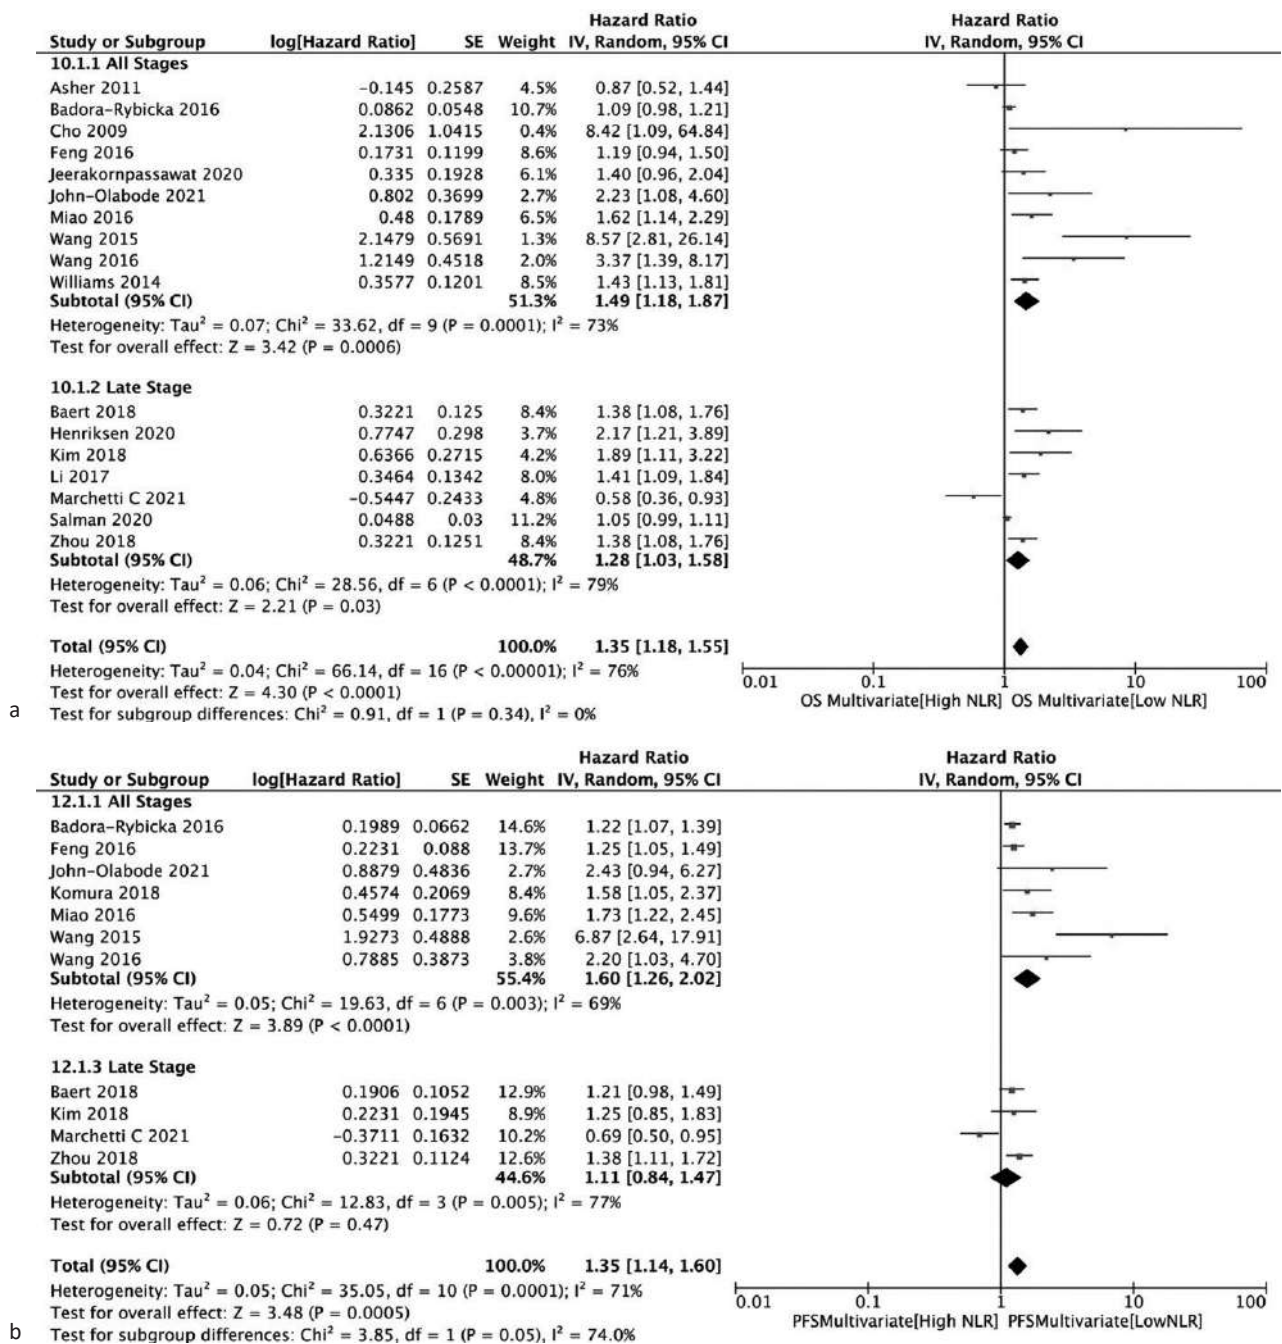 Hazard Ratio Hazard Ratio
Study or Subgroup log[Hazard Ratio] SE Weight IV, Random, 95% CI IV, Random, 95% CI
10.1.1 All Stages
Asher 2011 −0.145 0.2587 4.5% 0.87 [0.52, 1.44]
Badora−Rybicka 2016 0.0862 0.0548 10.7% 1.09 [0.98, 1.21]
Cho 2009 2.1306 1.0415 0.4% 8.42 [1.09, 64.84]
Feng 2016 0.1731 0.1199 8.6% 1.19 [0.94, 1.50]
Jeerakornpassawat 2020 0.335 0.1928 6.1% 1.40 [0.96, 2.04]
John−Olabode 2021 0.802 0.3699 2.7% 2.23 [1.08, 4.60]
Miao 2016 0.48 0.1789 6.5% 1.62 [1.14, 2.29]
Wang 2015 2.1479 0.5691 1.3% 8.57 [2.81, 26.14]
Wang 2016 1.2149 0.4518 2.0% 3.37 [1.39, 8.17]
Williams 2014 0.3577 0.1201 8.5% 1.43 [1.13, 1.81]
Subtotal (95% CI) 51.3% 1.49 [1.18, 1.87]
Heterogeneity: Tau² = 0.07; Chi² = 33.62, df = 9 (P = 0.0001); I² = 73%
Test for overall effect: Z = 3.42 (P = 0.0006)
10.1.2 Late Stage
Baert 2018 0.3221 0.125 8.4% 1.38 [1.08, 1.76]
Henriksen 2020 0.7747 0.298 3.7% 2.17 [1.21, 3.89]
Kim 2018 0.6366 0.2715 4.2% 1.89 [1.11, 3.22]
Li 2017 0.3464 0.1342 8.0% 1.41 [1.09, 1.84]
Marchetti C 2021 −0.5447 0.2433 4.8% 0.58 [0.36, 0.93]
Salman 2020 0.0488 0.03 11.2% 1.05 [0.99, 1.11]
Zhou 2018 0.3221 0.1251 8.4% 1.38 [1.08, 1.76]
Subtotal (95% CI) 48.7% 1.28 [1.03, 1.58]
Heterogeneity: Tau² = 0.06; Chi² = 28.56, df = 6 (P < 0.0001); I² = 79%
Test for overall effect: Z = 2.21 (P = 0.03)
Total (95% CI) 100.0% 1.35 [1.18, 1.55]
Heterogeneity: Tau² = 0.04; Chi² = 66.14, df = 16 (P < 0.00001); I² = 76%
Test for overall effect: Z = 4.30 (P < 0.0001)
Test for subgroup differences: Chi² = 0.91, df = 1 (P = 0.34), I² = 0%
0.01 0.1 1 10 100
OS Multivariate[High NLR] OS Multivariate[Low NLR]
a
Hazard Ratio Hazard Ratio
Study or Subgroup log[Hazard Ratio] SE Weight IV, Random, 95% CI IV, Random, 95% CI
12.1.1 All Stages
Badora−Rybicka 2016 0.1989 0.0662 14.6% 1.22 [1.07, 1.39]
Feng 2016 0.2231 0.088 13.7% 1.25 [1.05, 1.49]
John−Olabode 2021 0.8879 0.4836 2.7% 2.43 [0.94, 6.27]
Komura 2018 0.4574 0.2069 8.4% 1.58 [1.05, 2.37]
Miao 2016 0.5499 0.1773 9.6% 1.73 [1.22, 2.45]
Wang 2015 1.9273 0.4888 2.6% 6.87 [2.64, 17.91]
Wang 2016 0.7885 0.3873 3.8% 2.20 [1.03, 4.70]
Subtotal (95% CI) 55.4% 1.60 [1.26, 2.02]
Heterogeneity: Tau² = 0.05; Chi² = 19.63, df = 6 (P = 0.003); I² = 69%
Test for overall effect: Z = 3.89 (P < 0.0001)
12.1.3 Late Stage
Baert 2018 0.1906 0.1052 12.9% 1.21 [0.98, 1.49]
Kim 2018 0.2231 0.1945 8.9% 1.25 [0.85, 1.83]
Marchetti C 2021 −0.3711 0.1632 10.2% 0.69 [0.50, 0.95]
Zhou 2018 0.3221 0.1124 12.6% 1.38 [1.11, 1.72]
Subtotal (95% CI) 44.6% 1.11 [0.84, 1.47]
Heterogeneity: Tau² = 0.06; Chi² = 12.83, df = 3 (P = 0.005); I² = 77%
Test for overall effect: Z = 0.72 (P = 0.47)
Total (95% CI) 100.0% 1.35 [1.14, 1.60]
Heterogeneity: Tau² = 0.05; Chi² = 35.05, df = 10 (P = 0.0001); I² = 71%
Test for overall effect: Z = 3.48 (P = 0.0005)
Test for subgroup differences: Chi² = 3.85, df = 1 (P = 0.05), I² = 74.0%
0.01 0.1 1 10 100
PFSMultivariate[High NLR] PFSMultivariate[LowNLR]
b